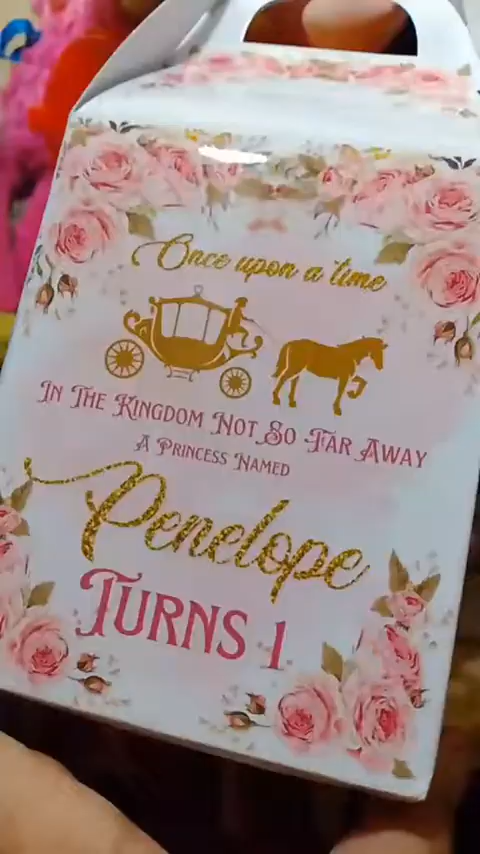 Once upon a time
In The Kingdom Not So Far Away
A Princess Named
Penelope
Turns 1